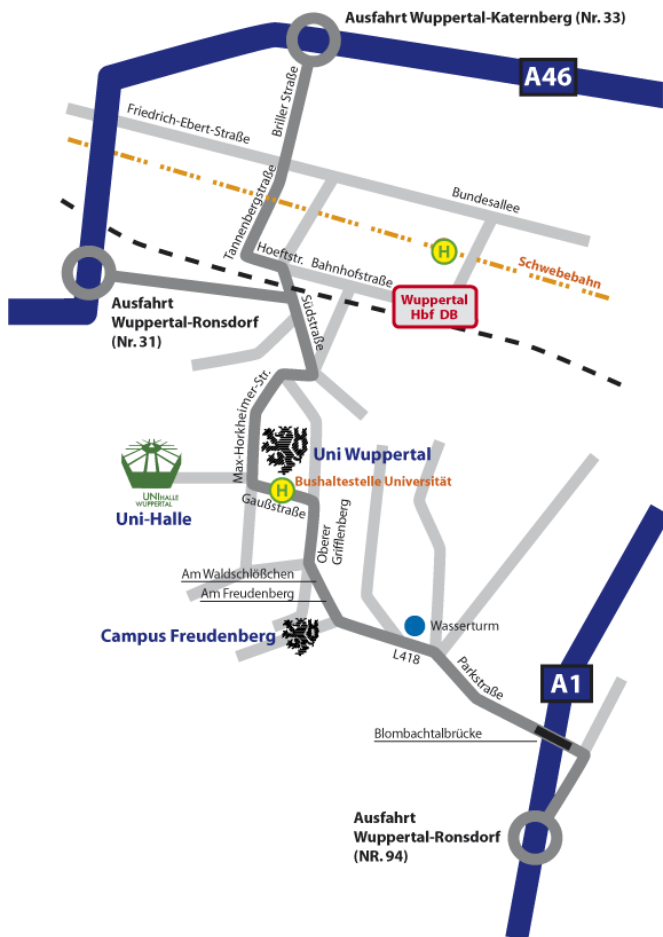 Ausfahrt Wuppertal-Katernberg (Nr. 33)
A46
Briller Straße
Friedrich-Ebert-Straße
Bundesallee
Tannenbergstraße
H
Hoeftstr.
Bahnhofstraße
Schwebebahn
Wuppertal
Hbf DB
Ausfahrt
Wuppertal-Ronsdorf
(Nr. 31)
Südstraße
Max-Horkheimer-Str.
Uni Wuppertal
Bushaltestelle Universität
H
Gaußstraße
UNIHALLE
WUPPERTAL
Uni-Halle
Oberer
Grifflenberg
Am Waldschlößchen
Am Freudenberg
Campus Freudenberg
Wasserturm
L418
Parkstraße
A1
Blombachtalbrücke
Ausfahrt
Wuppertal-Ronsdorf
(NR. 94)